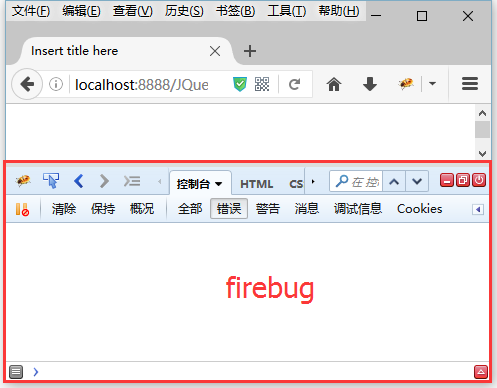 文件(F) 编辑(E) 查看(V) 历史(S) 书签(B) 工具(T) 帮助(H)
Insert title here
localhost:8888/JQue
控制台 HTML CS 在 控
清除 保持 概况 全部 错误 警告 消息 调试信息 Cookies
firebug